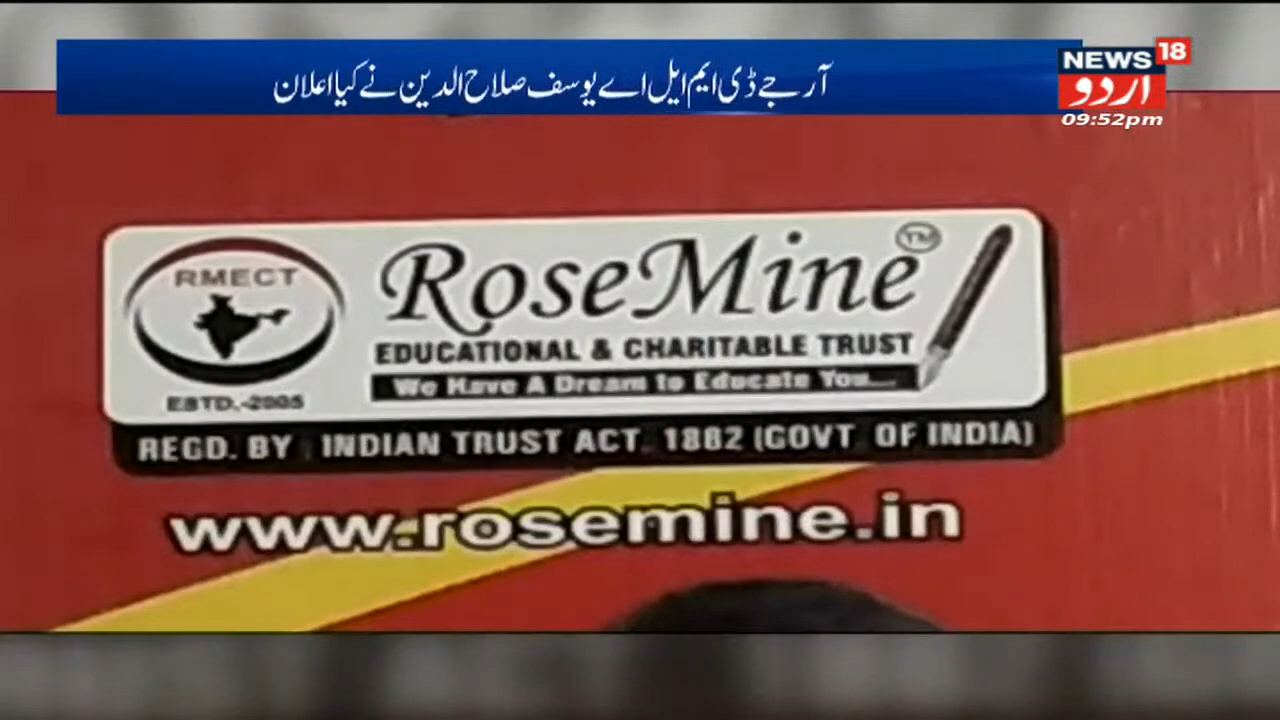 آر جے ڈی ایم ایل اے یوسف صلاح الدین نے کیا اعلان
NEWS 18
اردو
09:52pm
RMECT
ESTD.-2005
RoseMine TM
EDUCATIONAL & CHARITABLE TRUST
We Have A Dream to Educate You....
REGD. BY : INDIAN TRUST ACT. 1882 (GOVT. OF INDIA)
www.rosemine.in